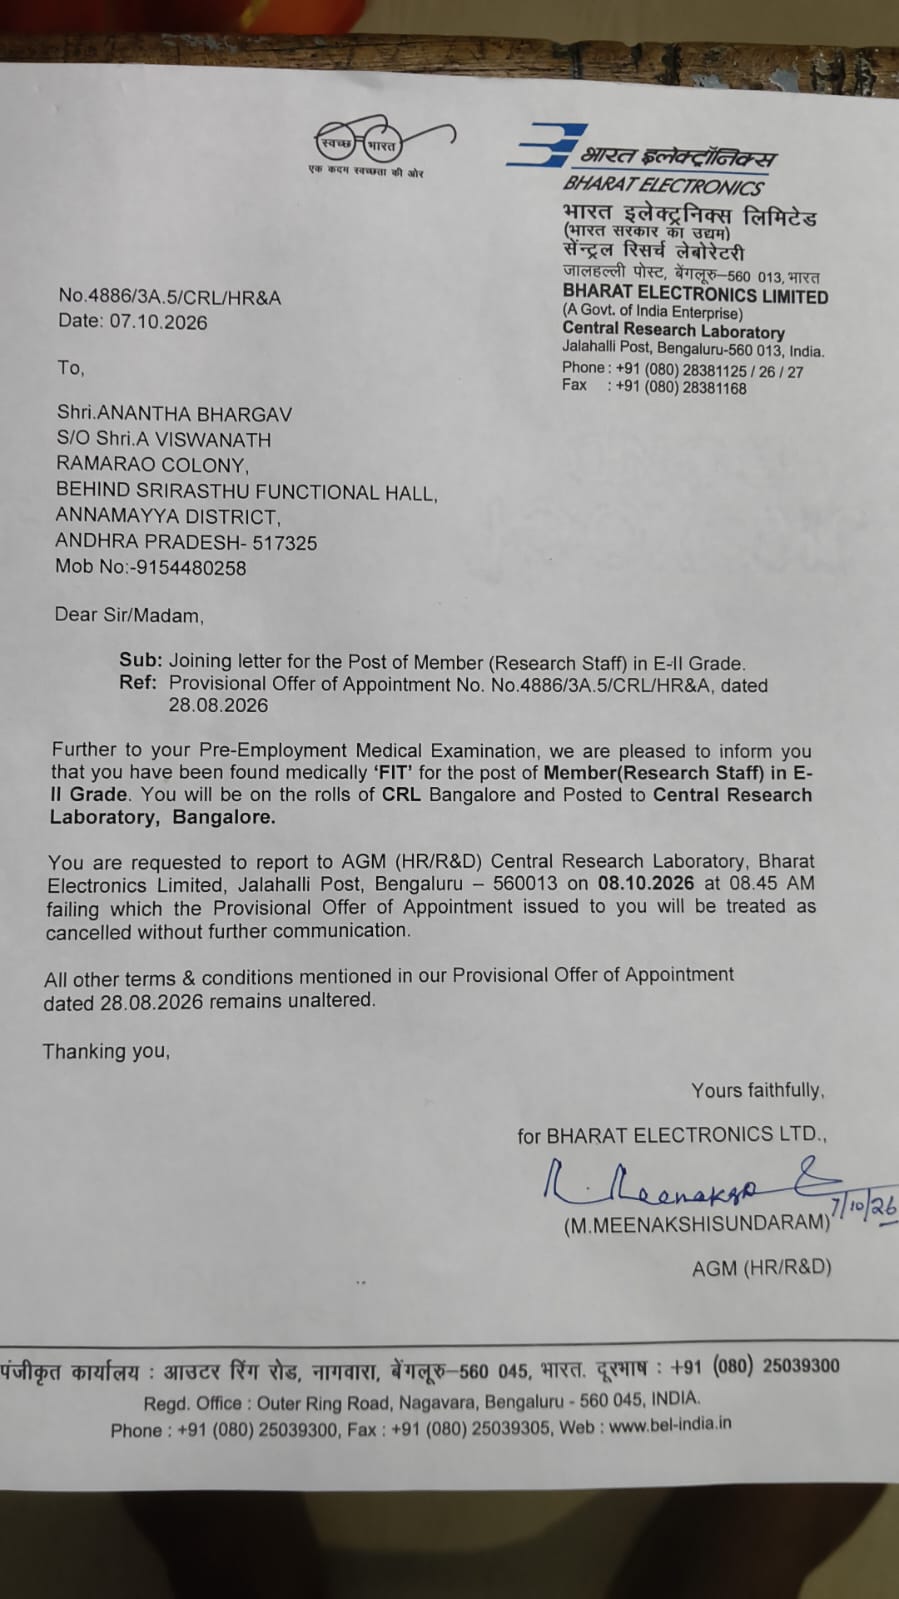 स्वच्छ भारत
एक कदम स्वच्छता की ओर
भारत इलेक्ट्रॉनिक्स
BHARAT ELECTRONICS
भारत इलेक्ट्रनिक्स लिमिटेड
(भारत सरकार का उद्यम)
सेंन्ट्रल रिसर्च लेबोरेटरी
जालहल्ली पोस्ट, बेंगलूरु–560 013, भारत
BHARAT ELECTRONICS LIMITED
(A Govt. of India Enterprise)
Central Research Laboratory
Jalahalli Post, Bengaluru-560 013, India.
Phone : +91 (080) 28381125 / 26 / 27
Fax : +91 (080) 28381168
No.4886/3A.5/CRL/HR&A
Date: 07.10.2026
To,
Shri.ANANTHA BHARGAV
S/O Shri.A VISWANATH
RAMARAO COLONY,
BEHIND SRIRASTHU FUNCTIONAL HALL,
ANNAMAYYA DISTRICT,
ANDHRA PRADESH- 517325
Mob No:-9154480258
Dear Sir/Madam,
Sub: Joining letter for the Post of Member (Research Staff) in E-II Grade.
Ref: Provisional Offer of Appointment No. No.4886/3A.5/CRL/HR&A, dated
28.08.2026
Further to your Pre-Employment Medical Examination, we are pleased to inform you
that you have been found medically ‘FIT’ for the post of Member(Research Staff) in E-
II Grade. You will be on the rolls of CRL Bangalore and Posted to Central Research
Laboratory, Bangalore.
You are requested to report to AGM (HR/R&D) Central Research Laboratory, Bharat
Electronics Limited, Jalahalli Post, Bengaluru – 560013 on 08.10.2026 at 08.45 AM
failing which the Provisional Offer of Appointment issued to you will be treated as
cancelled without further communication.
All other terms & conditions mentioned in our Provisional Offer of Appointment
dated 28.08.2026 remains unaltered.
Thanking you,
Yours faithfully,
for BHARAT ELECTRONICS LTD.,
7/10/26
(M.MEENAKSHISUNDARAM)
AGM (HR/R&D)
पंजीकृत कार्यालय : आउटर रिंग रोड, नागवारा, बेंगलूरु–560 045, भारत. दूरभाष : +91 (080) 25039300
Regd. Office : Outer Ring Road, Nagavara, Bengaluru - 560 045, INDIA.
Phone : +91 (080) 25039300, Fax : +91 (080) 25039305, Web : www.bel-india.in